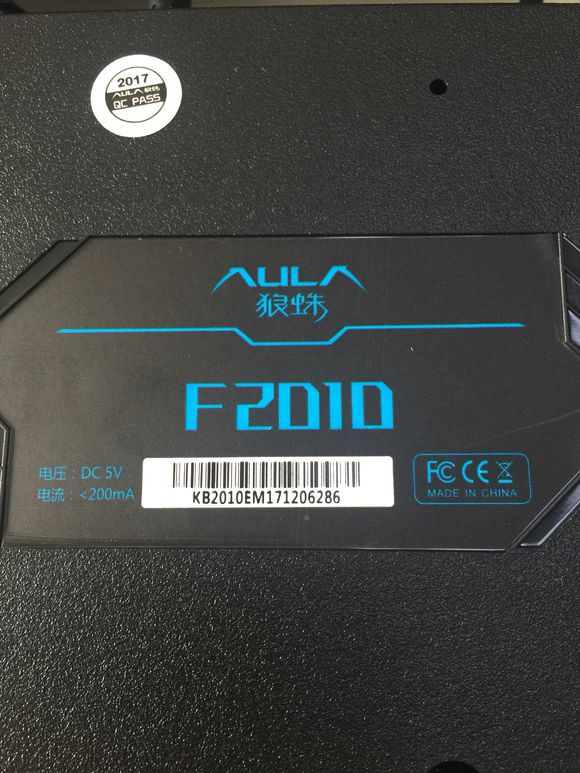 2017
AULA 狼蛛
QC PASS
AULA
狼蛛
F2010
电压：DC 5V
电流：<200mA
KB2010EM171206286
FC CE
MADE IN CHINA